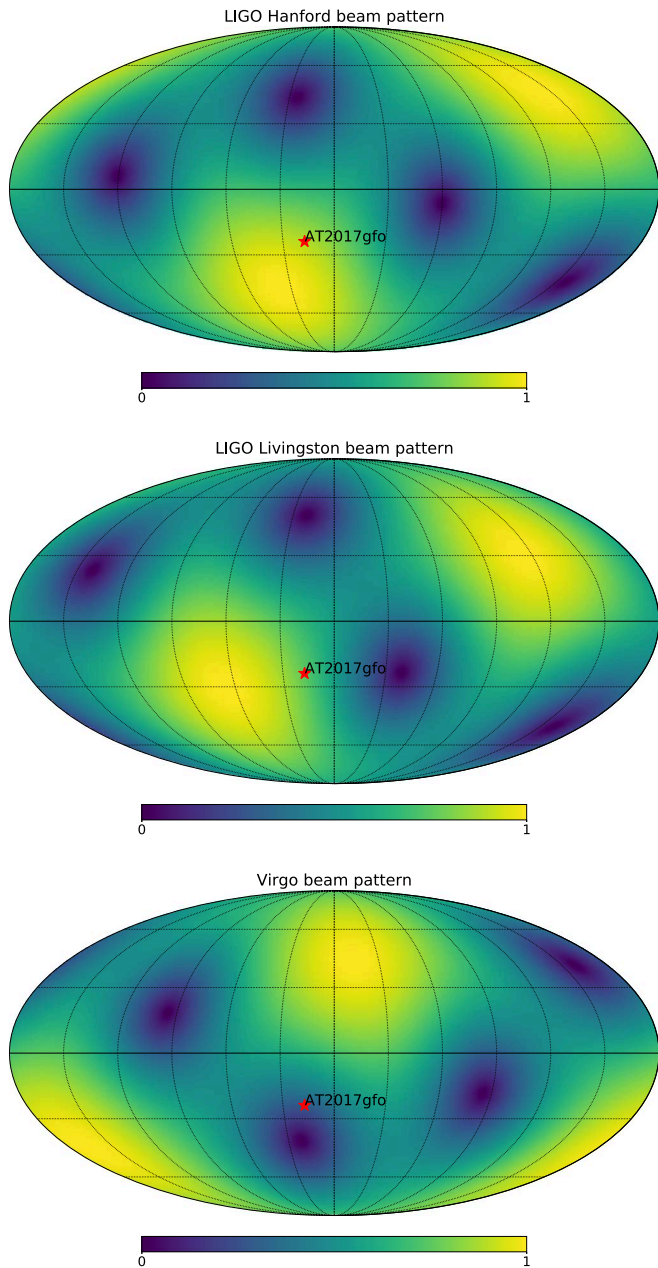 LIGO Hanford beam pattern
AT2017gfo
0 1
LIGO Livingston beam pattern
AT2017gfo
0 1
Virgo beam pattern
AT2017gfo
0 1